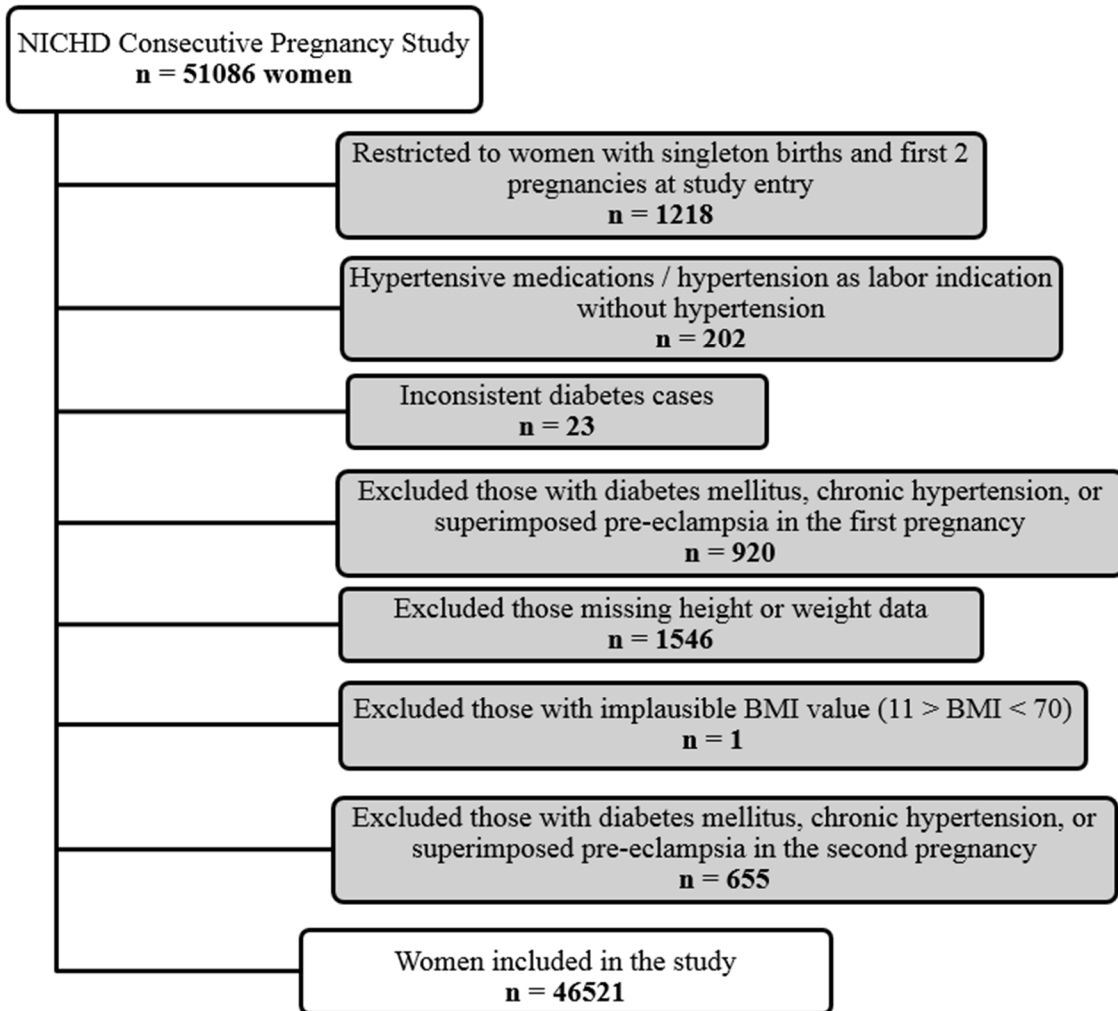 NICHD Consecutive Pregnancy Study
n = 51086 women
Restricted to women with singleton births and first 2
pregnancies at study entry
n = 1218
Hypertensive medications / hypertension as labor indication
without hypertension
n = 202
Inconsistent diabetes cases
n = 23
Excluded those with diabetes mellitus, chronic hypertension, or
superimposed pre-eclampsia in the first pregnancy
n = 920
Excluded those missing height or weight data
n = 1546
Excluded those with implausible BMI value (11 > BMI < 70)
n = 1
Excluded those with diabetes mellitus, chronic hypertension, or
superimposed pre-eclampsia in the second pregnancy
n = 655
Women included in the study
n = 46521